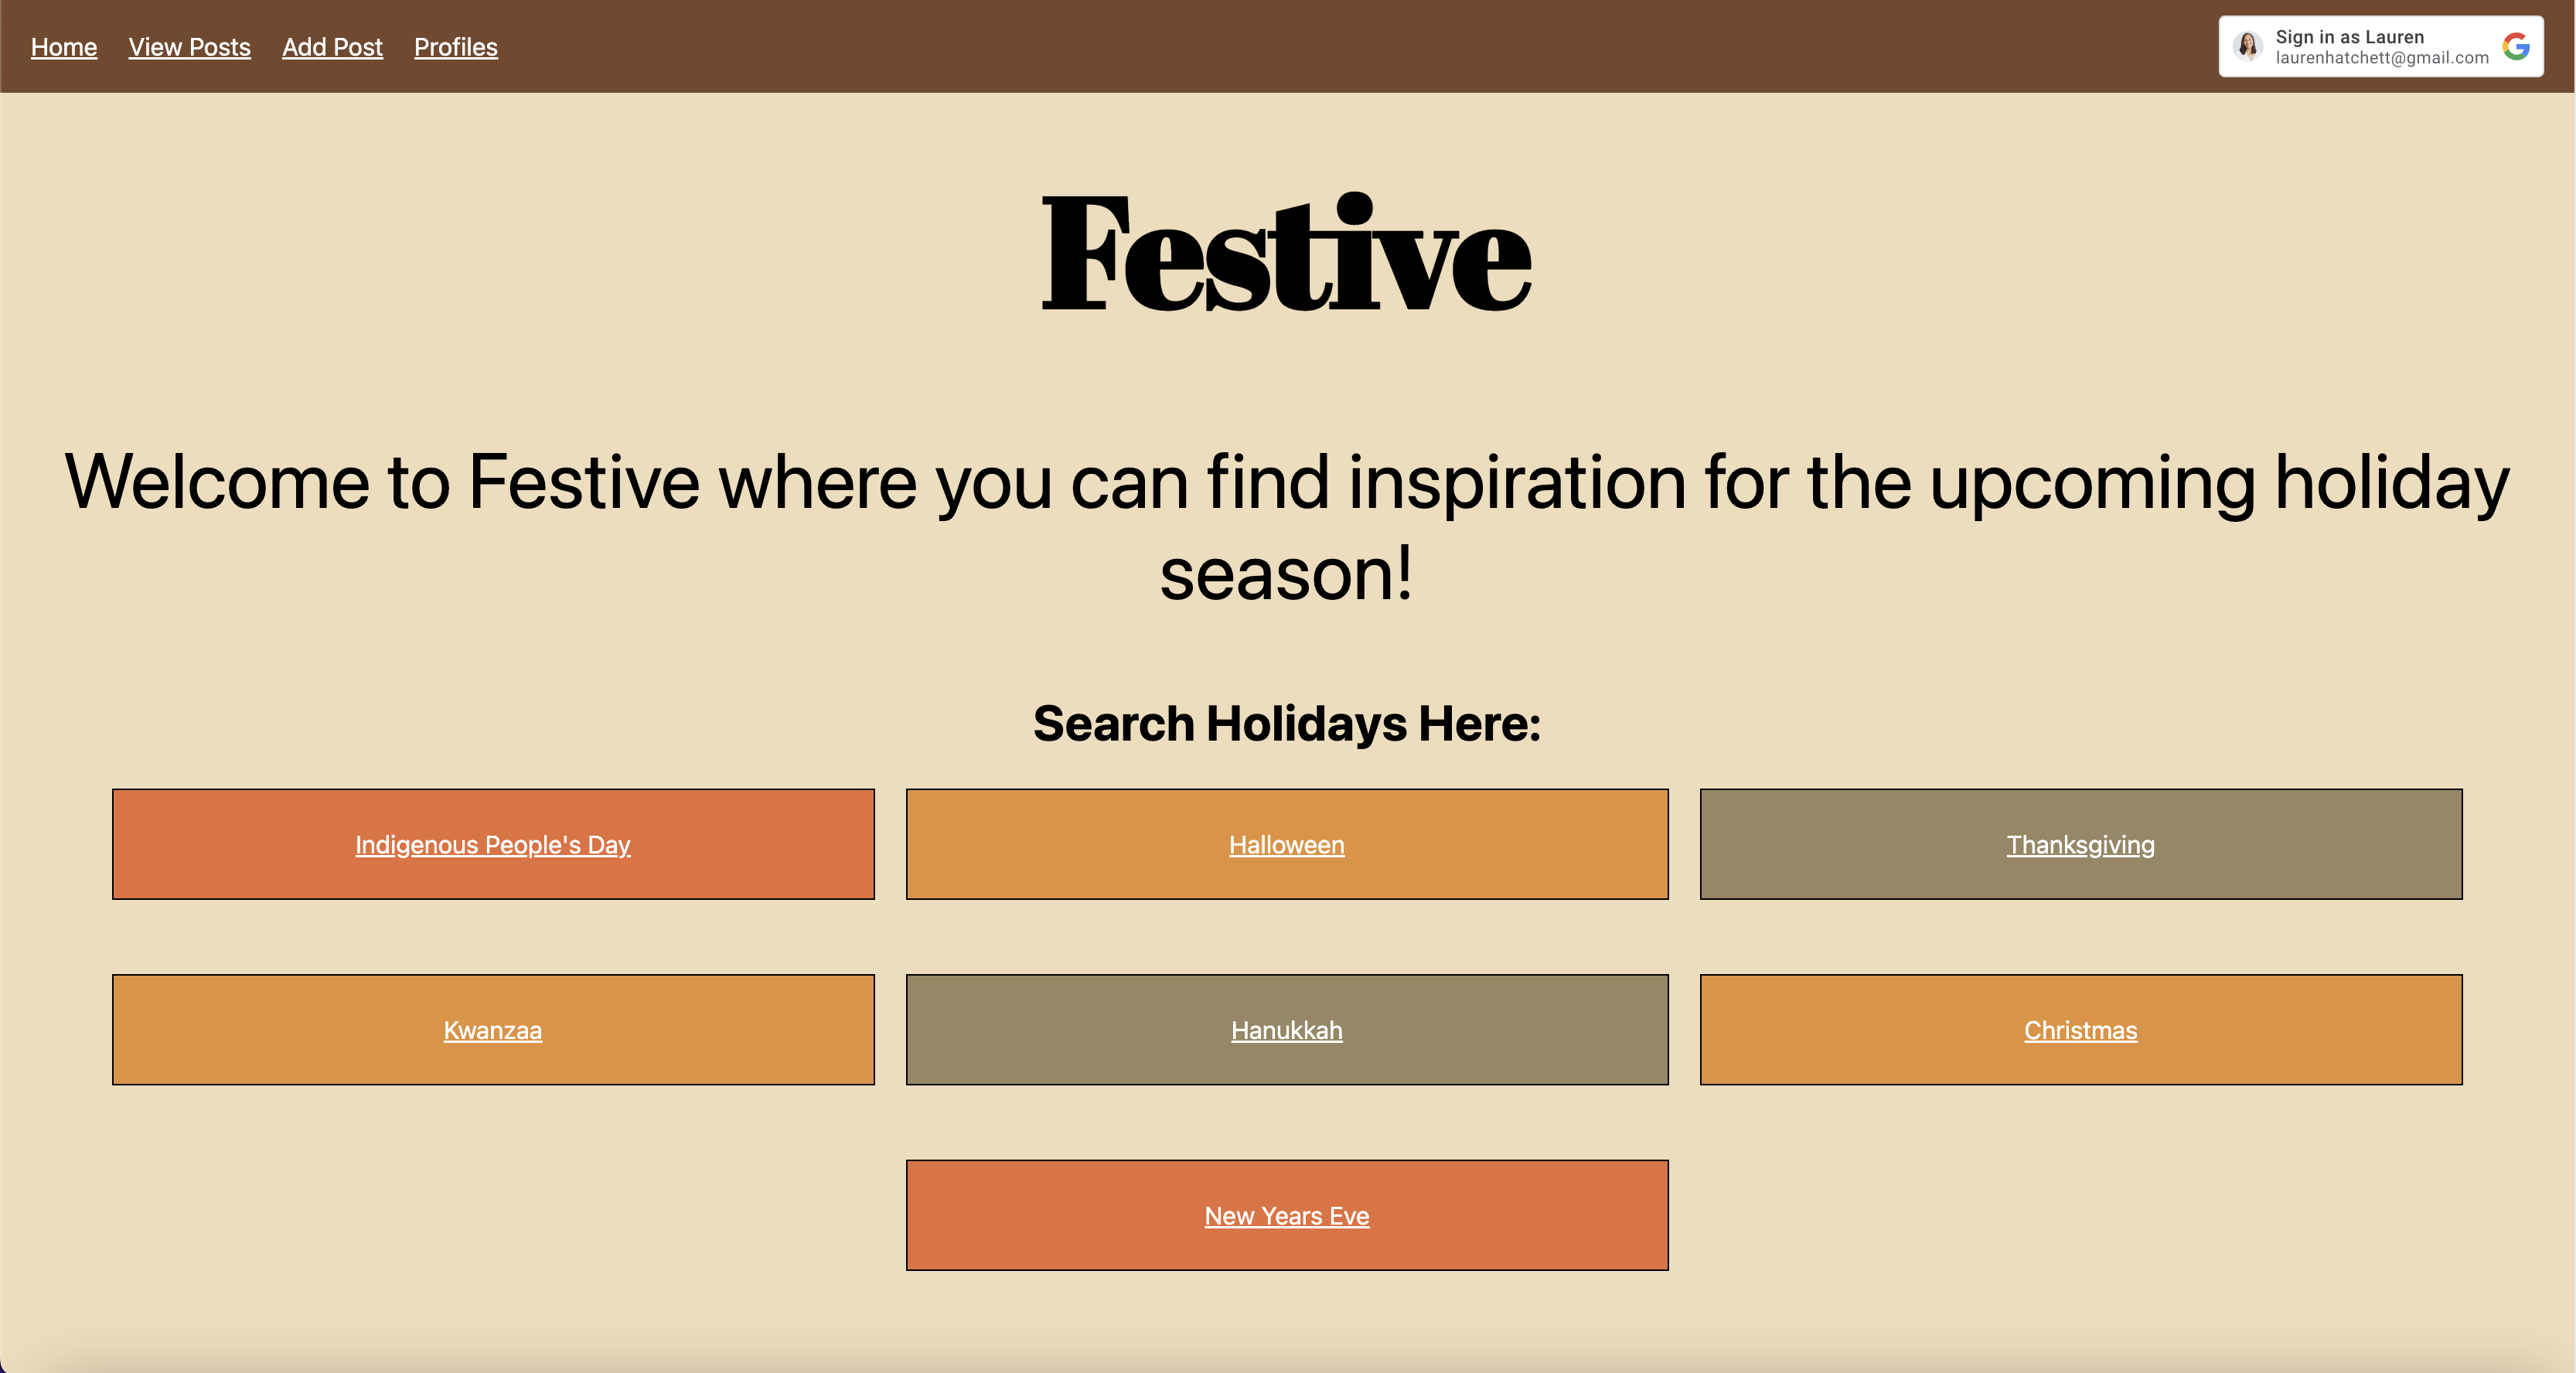 Home View Posts Add Post Profiles
Sign in as Lauren
laurenhatchett@gmail.com
Festive
Welcome to Festive where you can find inspiration for the upcoming holiday
season!
Search Holidays Here:
Indigenous People's Day Halloween Thanksgiving
Kwanzaa Hanukkah Christmas
New Years Eve